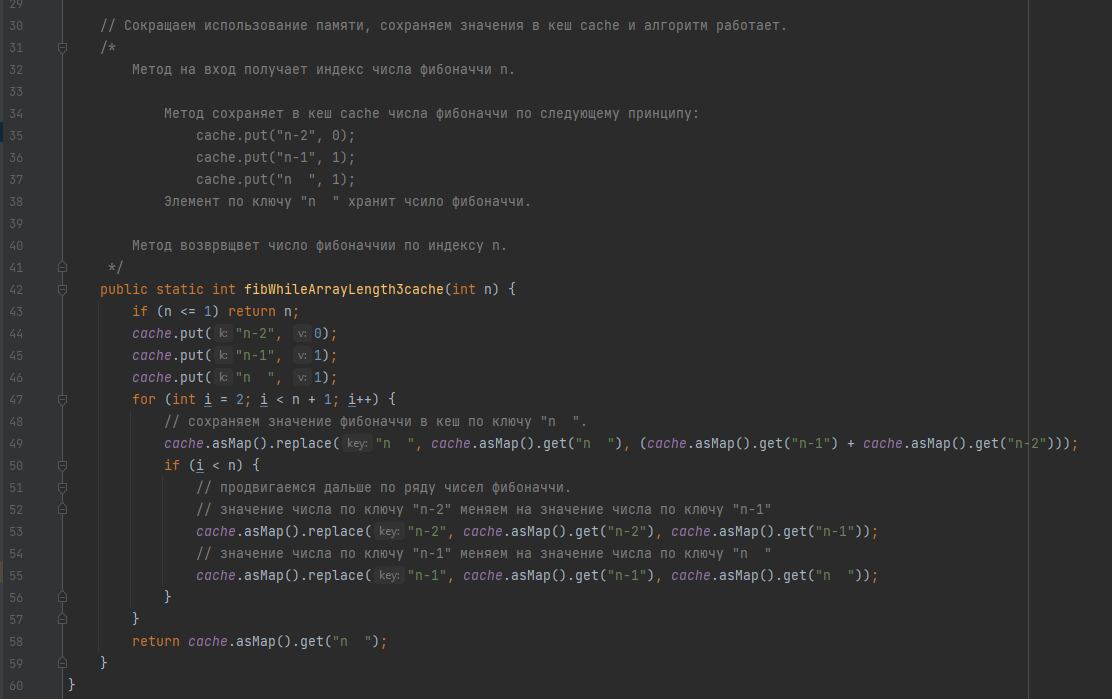 29
30 // Сокращаем использование памяти, сохраняем значения в кеш cache и алгоритм работает.
31 /*
32 Метод на вход получает индекс числа фибоначчи n.
33
34 Метод сохраняет в кеш cache числа фибоначчи по следующему принципу:
35 cache.put("n-2", 0);
36 cache.put("n-1", 1);
37 cache.put("n  ", 1);
38 Элемент по ключу "n  " хранит чсило фибоначчи.
39
40 Метод возврвщвет число фибоначчии по индексу n.
41 */
42 public static int fibWhileArrayLength3cache(int n) {
43 if (n <= 1) return n;
44 cache.put( k: "n-2", v: 0);
45 cache.put( k: "n-1", v: 1);
46 cache.put( k: "n  ", v: 1);
47 for (int i = 2; i < n + 1; i++) {
48 // сохраняем значение фибоначчи в кеш по ключу "n  ".
49 cache.asMap().replace( key: "n  ", cache.asMap().get("n  "), (cache.asMap().get("n-1") + cache.asMap().get("n-2")));
50 if (i < n) {
51 // продвигаемся дальше по ряду чисел фибоначчи.
52 // значение числа по ключу "n-2" меняем на значение числа по ключу "n-1"
53 cache.asMap().replace( key: "n-2", cache.asMap().get("n-2"), cache.asMap().get("n-1"));
54 // значение числа по ключу "n-1" меняем на значение числа по ключу "n  "
55 cache.asMap().replace( key: "n-1", cache.asMap().get("n-1"), cache.asMap().get("n  "));
56 }
57 }
58 return cache.asMap().get("n  ");
59 }
60 }